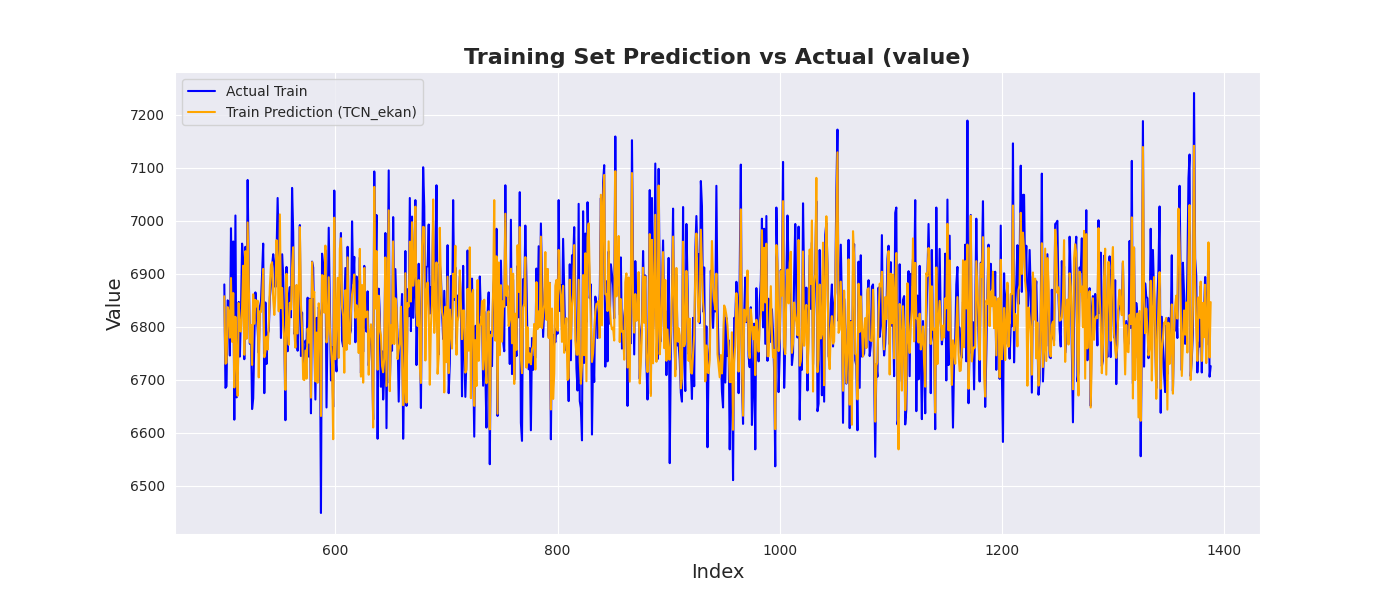 Training Set Prediction vs Actual (value)
Actual Train
Train Prediction (TCN_ekan)
Value
7200
7100
7000
6900
6800
6700
6600
6500
600 800 1000 1200 1400
Index